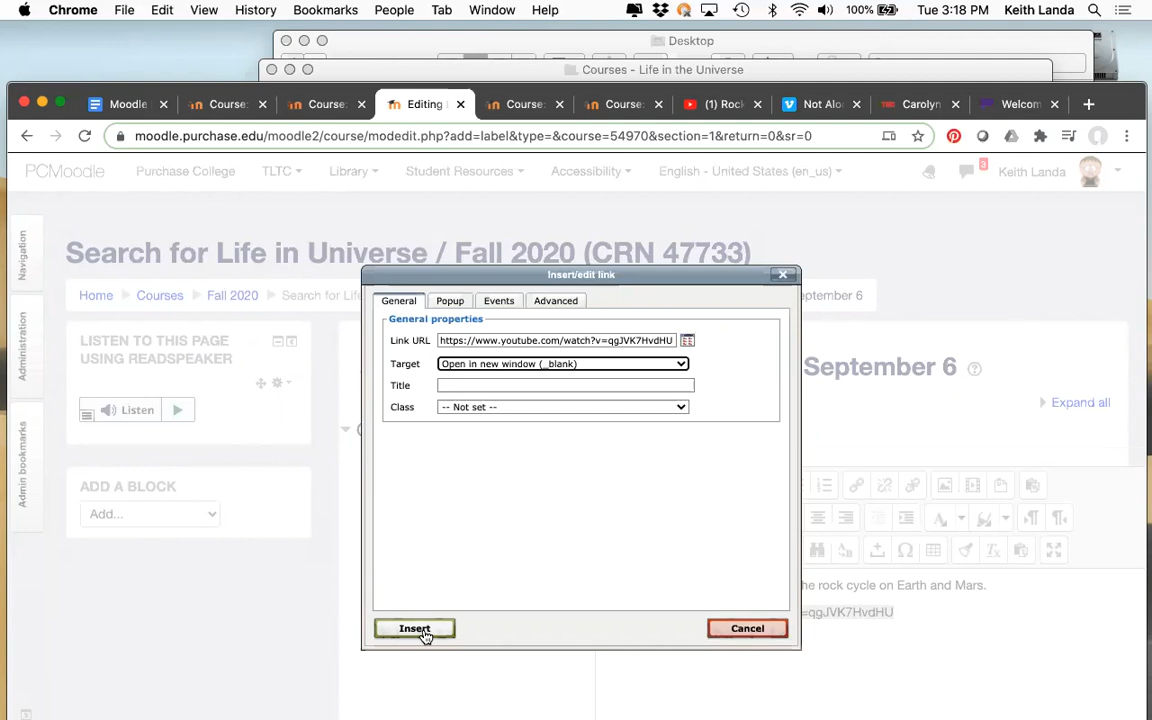 Chrome File Edit View History Bookmarks People Tab Window Help 100% Tue 3:18 PM Keith Landa
Desktop
Courses - Life in the Universe
Moodle Course: Course: Editing Course: Course: (1) Rock Not Alo Carolyn Welcom
moodle.purchase.edu/moodle2/course/modedit.php?add=label&type=&course=54970&section=1&return=0&sr=0
PCMoodle Purchase College TLTC Library Student Resources Accessibility English - United States (en_us) 3 Keith Landa
Navigation
Administration
Admin bookmarks
Search for Life in Universe / Fall 2020 (CRN 47733)
Home Courses Fall 2020 Search for Life eptember 6
LISTEN TO THIS PAGE
USING READSPEAKER
Listen
ADD A BLOCK
Add...
September 6
Expand all
Insert/edit link
General Popup Events Advanced
General properties
Link URL https://www.youtube.com/watch?v=qgJVK7HvdHU
Target Open in new window (_blank)
Title
Class -- Not set --
he rock cycle on Earth and Mars.
=qgJVK7HvdHU
Insert Cancel